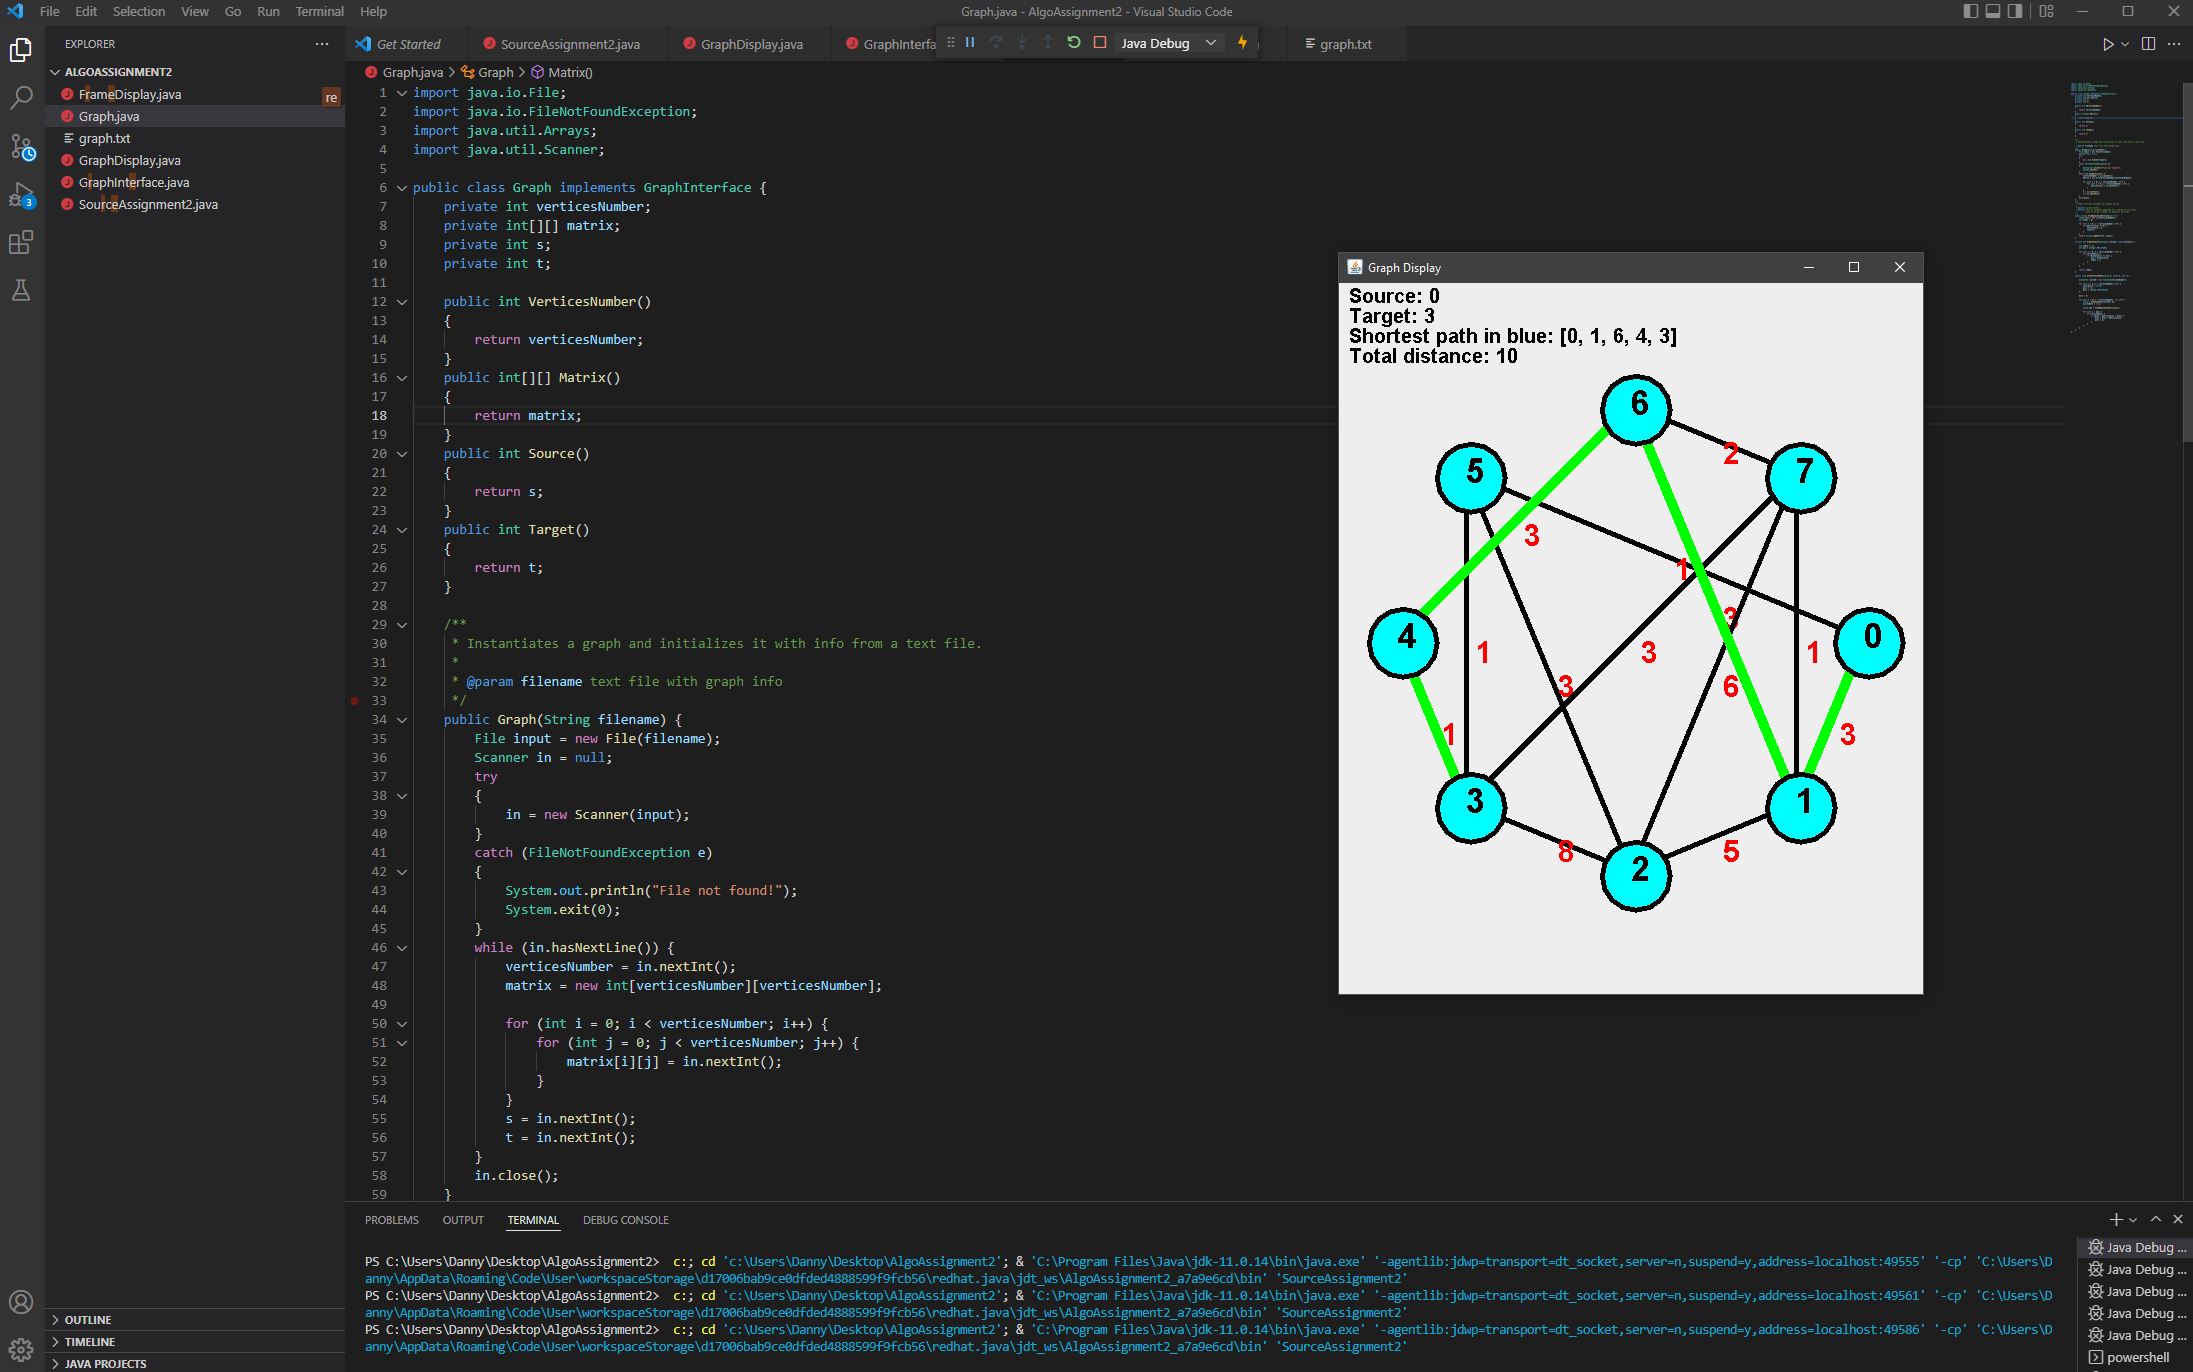 File Edit Selection View Go Run Terminal Help
Graph.java - AlgoAssignment2 - Visual Studio Code
EXPLORER
ALGOASSIGNMENT2
FrameDisplay.java
re
Graph.java
graph.txt
GraphDisplay.java
GraphInterface.java
SourceAssignment2.java
3
Get Started
SourceAssignment2.java
GraphDisplay.java
GraphInterfa
Java Debug
graph.txt
Graph.java > Graph > Matrix()
1 import java.io.File;
2 import java.io.FileNotFoundException;
3 import java.util.Arrays;
4 import java.util.Scanner;
5
6 public class Graph implements GraphInterface {
7 private int verticesNumber;
8 private int[][] matrix;
9 private int s;
10 private int t;
11
12 public int VerticesNumber()
13 {
14 return verticesNumber;
15 }
16 public int[][] Matrix()
17 {
18 return matrix;
19 }
20 public int Source()
21 {
22 return s;
23 }
24 public int Target()
25 {
26 return t;
27 }
28
29 /**
30 * Instantiates a graph and initializes it with info from a text file.
31 *
32 * @param filename text file with graph info
33 */
34 public Graph(String filename) {
35 File input = new File(filename);
36 Scanner in = null;
37 try
38 {
39 in = new Scanner(input);
40 }
41 catch (FileNotFoundException e)
42 {
43 System.out.println("File not found!");
44 System.exit(0);
45 }
46 while (in.hasNextLine()) {
47 verticesNumber = in.nextInt();
48 matrix = new int[verticesNumber][verticesNumber];
49
50 for (int i = 0; i < verticesNumber; i++) {
51 for (int j = 0; j < verticesNumber; j++) {
52 matrix[i][j] = in.nextInt();
53 }
54 }
55 s = in.nextInt();
56 t = in.nextInt();
57 }
58 in.close();
59 }
Graph Display
Source: 0
Target: 3
Shortest path in blue: [0, 1, 6, 4, 3]
Total distance: 10
6
2
5
7
3
1
3
4
0
1
3
1
3
6
1
3
3
1
8
5
2
PROBLEMS OUTPUT TERMINAL DEBUG CONSOLE
PS C:\Users\Danny\Desktop\AlgoAssignment2> c:; cd 'c:\Users\Danny\Desktop\AlgoAssignment2'; & 'C:\Program Files\Java\jdk-11.0.14\bin\java.exe' '-agentlib:jdwp=transport=dt_socket,server=n,suspend=y,address=localhost:49555' '-cp' 'C:\Users\D
anny\AppData\Roaming\Code\User\workspaceStorage\d17006bab9ce0dfded4888599f9fcb56\redhat.java\jdt_ws\AlgoAssignment2_a7a9e6cd\bin' 'SourceAssignment2'
PS C:\Users\Danny\Desktop\AlgoAssignment2> c:; cd 'c:\Users\Danny\Desktop\AlgoAssignment2'; & 'C:\Program Files\Java\jdk-11.0.14\bin\java.exe' '-agentlib:jdwp=transport=dt_socket,server=n,suspend=y,address=localhost:49561' '-cp' 'C:\Users\D
anny\AppData\Roaming\Code\User\workspaceStorage\d17006bab9ce0dfded4888599f9fcb56\redhat.java\jdt_ws\AlgoAssignment2_a7a9e6cd\bin' 'SourceAssignment2'
PS C:\Users\Danny\Desktop\AlgoAssignment2> c:; cd 'c:\Users\Danny\Desktop\AlgoAssignment2'; & 'C:\Program Files\Java\jdk-11.0.14\bin\java.exe' '-agentlib:jdwp=transport=dt_socket,server=n,suspend=y,address=localhost:49586' '-cp' 'C:\Users\D
anny\AppData\Roaming\Code\User\workspaceStorage\d17006bab9ce0dfded4888599f9fcb56\redhat.java\jdt_ws\AlgoAssignment2_a7a9e6cd\bin' 'SourceAssignment2'
Java Debug ...
Java Debug ...
Java Debug ...
Java Debug ...
Java Debug ...
powershell
OUTLINE
TIMELINE
JAVA PROJECTS